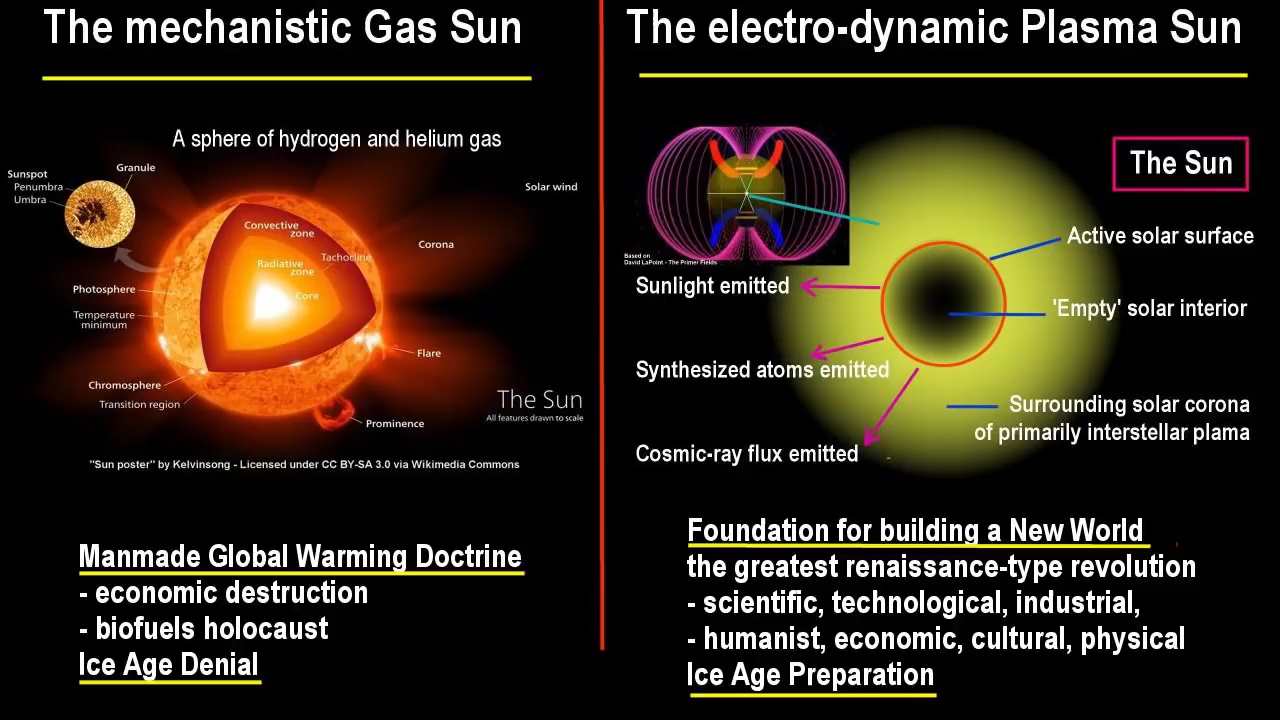 The mechanistic Gas Sun
A sphere of hydrogen and helium gas
Granule
Sunspot
Penumbra
Umbra
Solar wind
Convective
zone
Corona
Radiative
zone
Tachocline
Core
Photosphere
Temperature
minimum
Flare
Chromosphere
Transition region
The Sun
All features drawn to scale
Prominence
"Sun poster" by Kelvinsong - Licensed under CC BY-SA 3.0 via Wikimedia Commons
Manmade Global Warming Doctrine
- economic destruction
- biofuels holocaust
Ice Age Denial
The electro-dynamic Plasma Sun
The Sun
Active solar surface
Based on
David LaPoint - The Primer Fields
Sunlight emitted
'Empty' solar interior
Synthesized atoms emitted
Surrounding solar corona
of primarily interstellar plama
Cosmic-ray flux emitted
Foundation for building a New World
the greatest renaissance-type revolution
- scientific, technological, industrial,
- humanist, economic, cultural, physical
Ice Age Preparation